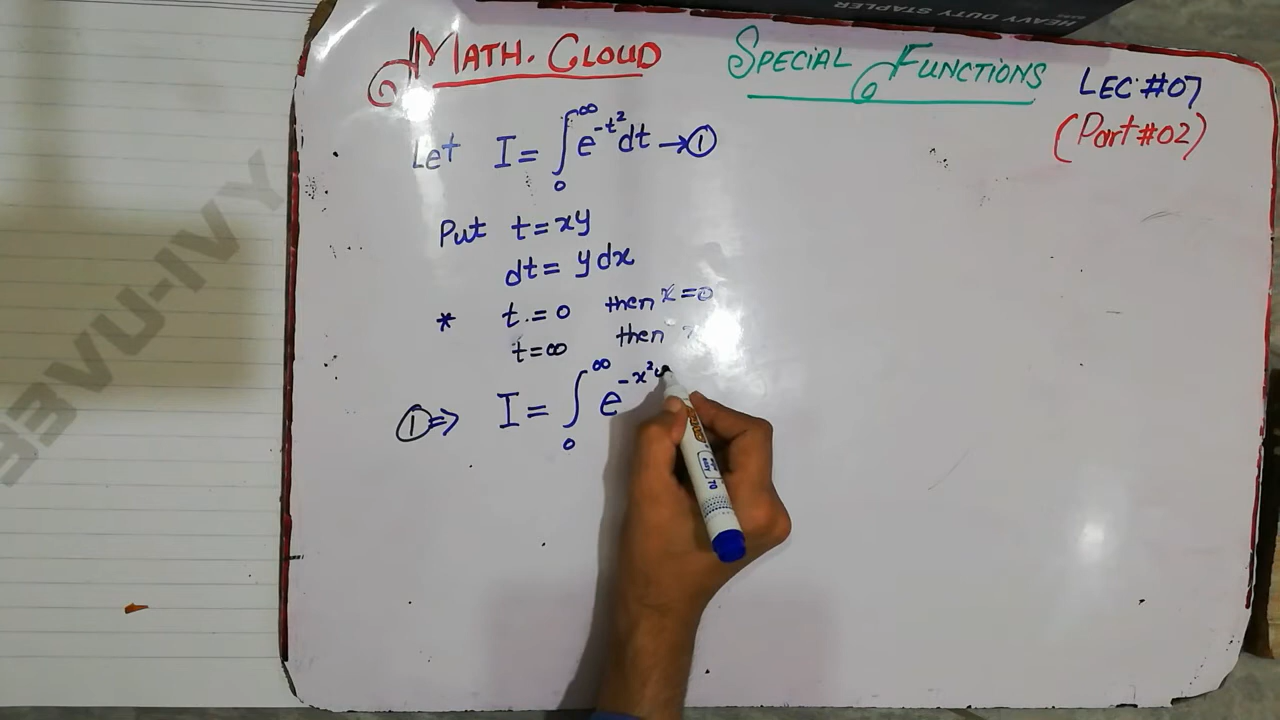 HEAVY DUTY STAPLER
MATH. CLOUD SPECIAL FUNCTIONS LEC:#07
(Part#02)
Let I = ∫₀^∞ e^{-t²} dt → ①
Put t = xy
dt = y dx
* t = 0 then x = 0
t = ∞ then
① ⇒ I = ∫₀^∞ e^{-x²